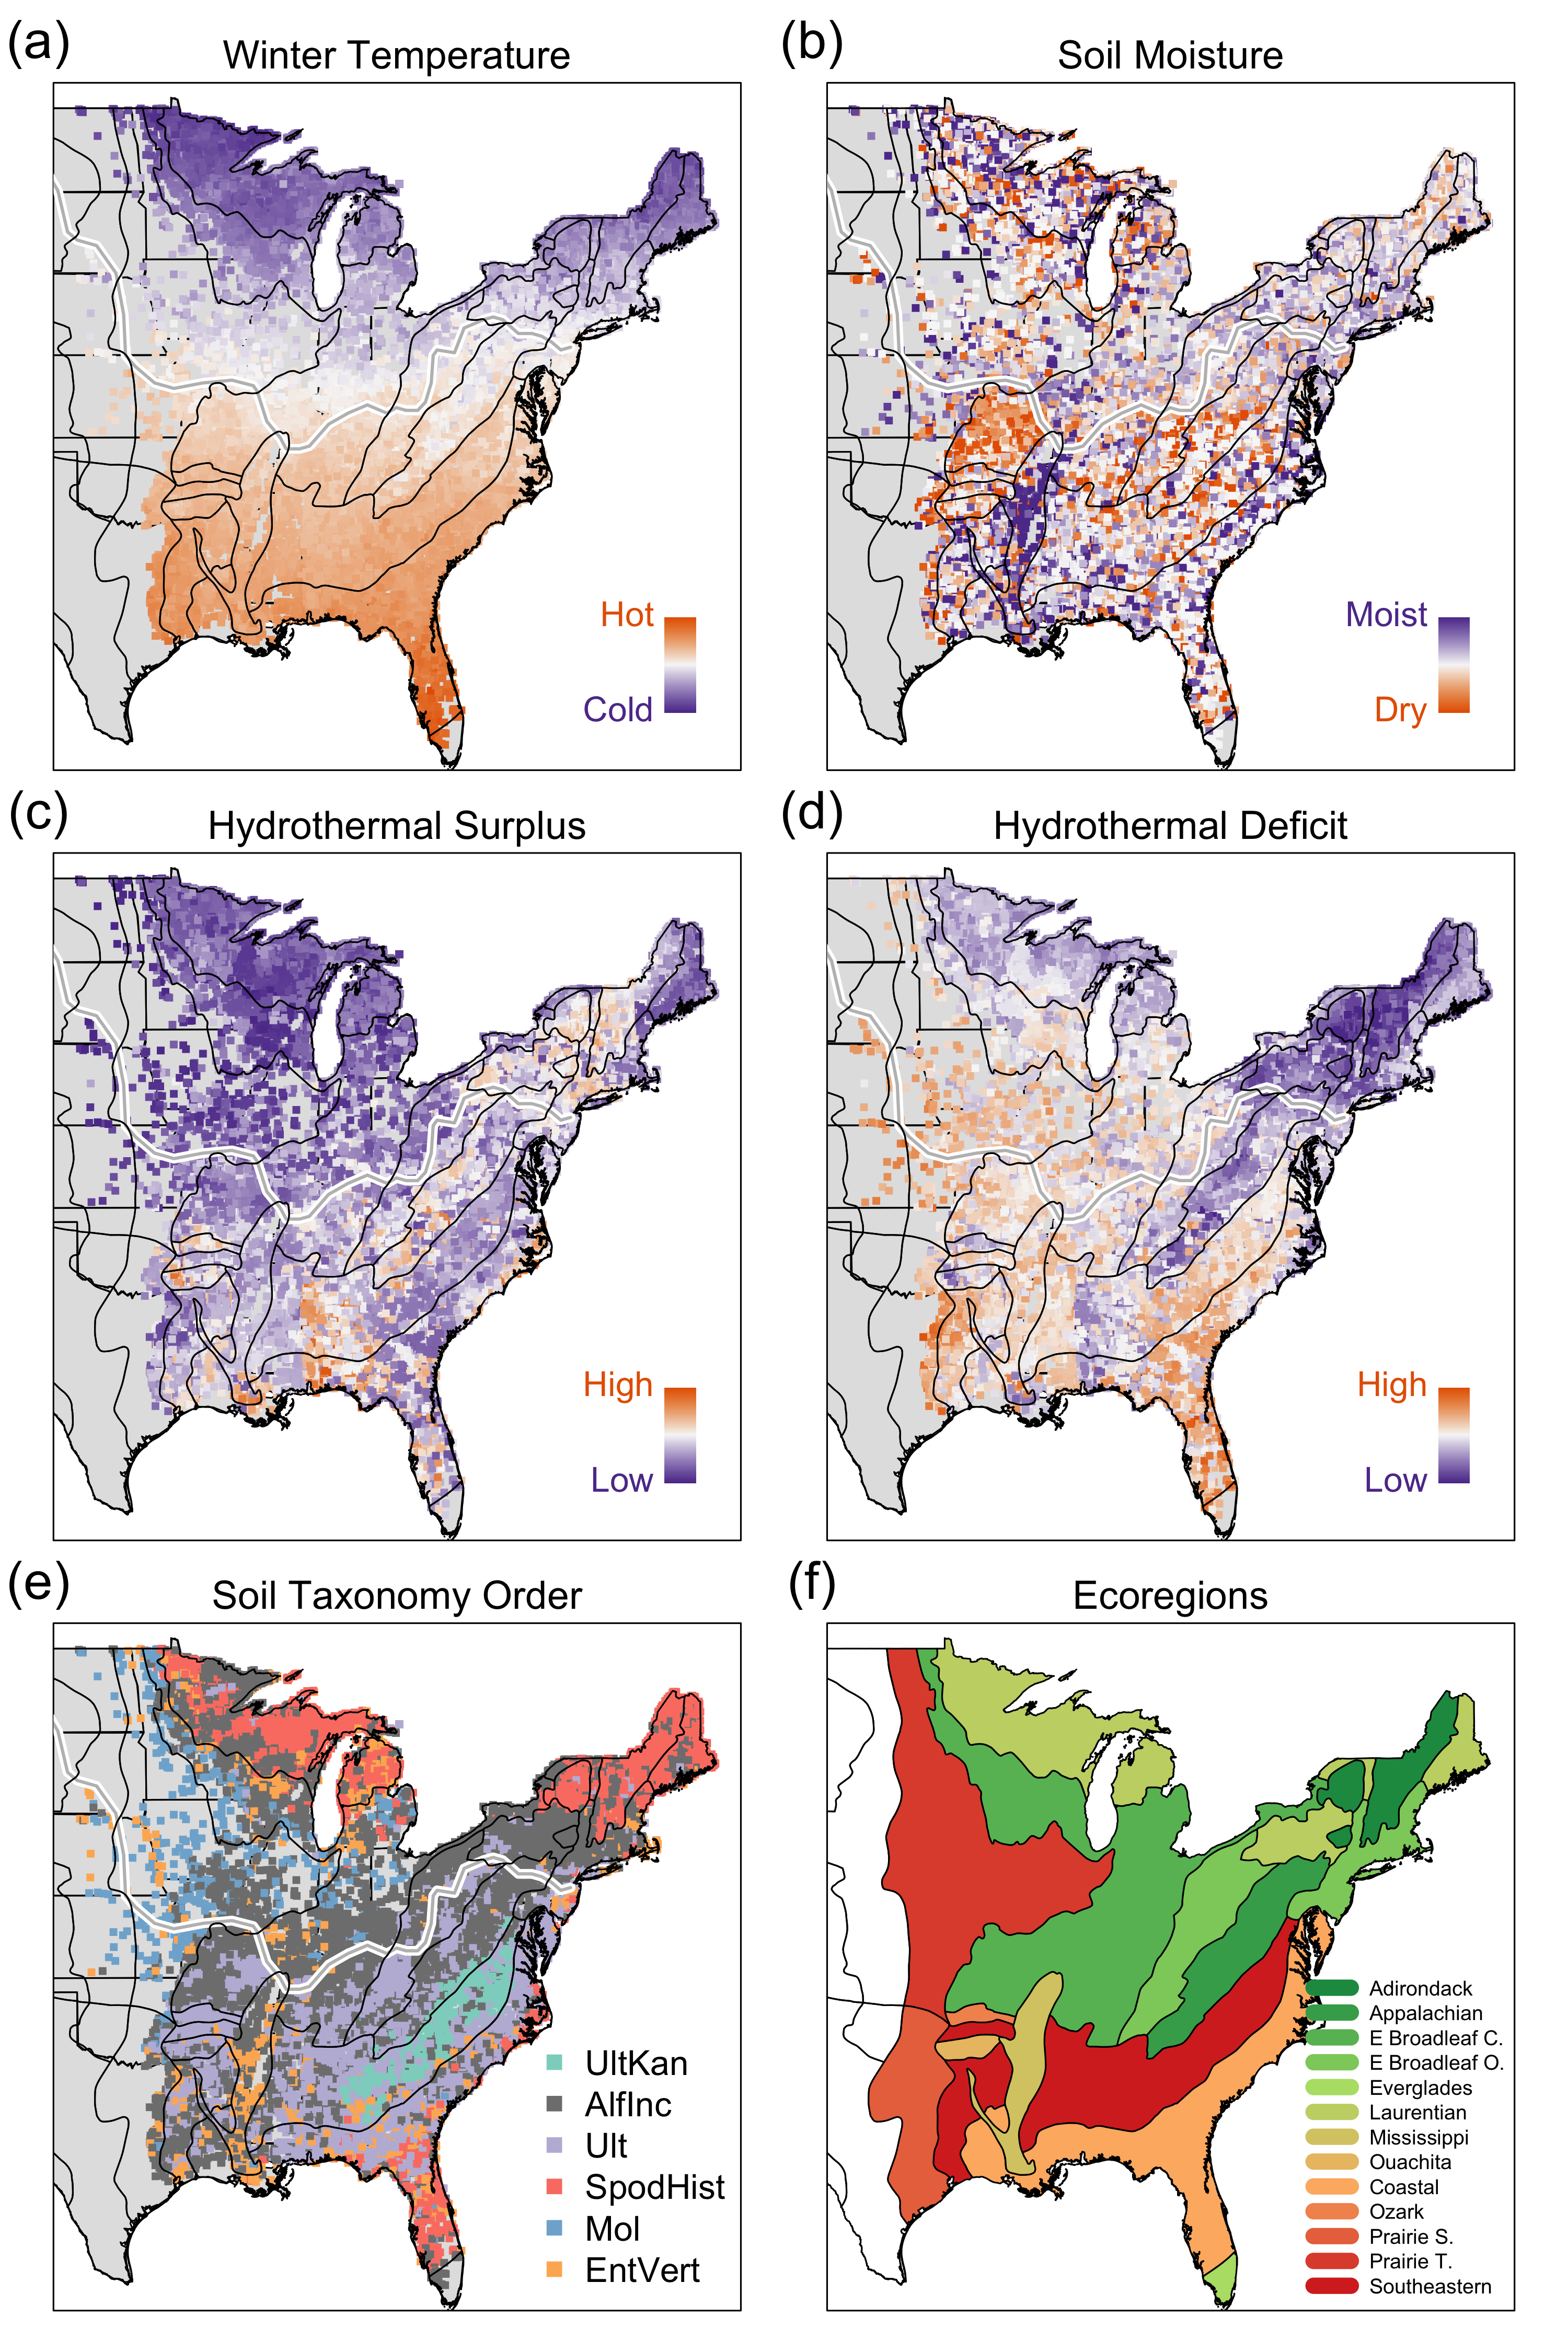 (a)
Winter Temperature
Hot
Cold
(b)
Soil Moisture
Moist
Dry
(c)
Hydrothermal Surplus
High
Low
(d)
Hydrothermal Deficit
High
Low
(e)
Soil Taxonomy Order
UltKan
AlfInc
Ult
SpodHist
Mol
EntVert
(f)
Ecoregions
Adirondack
Appalachian
E Broadleaf C.
E Broadleaf O.
Everglades
Laurentian
Mississippi
Ouachita
Coastal
Ozark
Prairie S.
Prairie T.
Southeastern